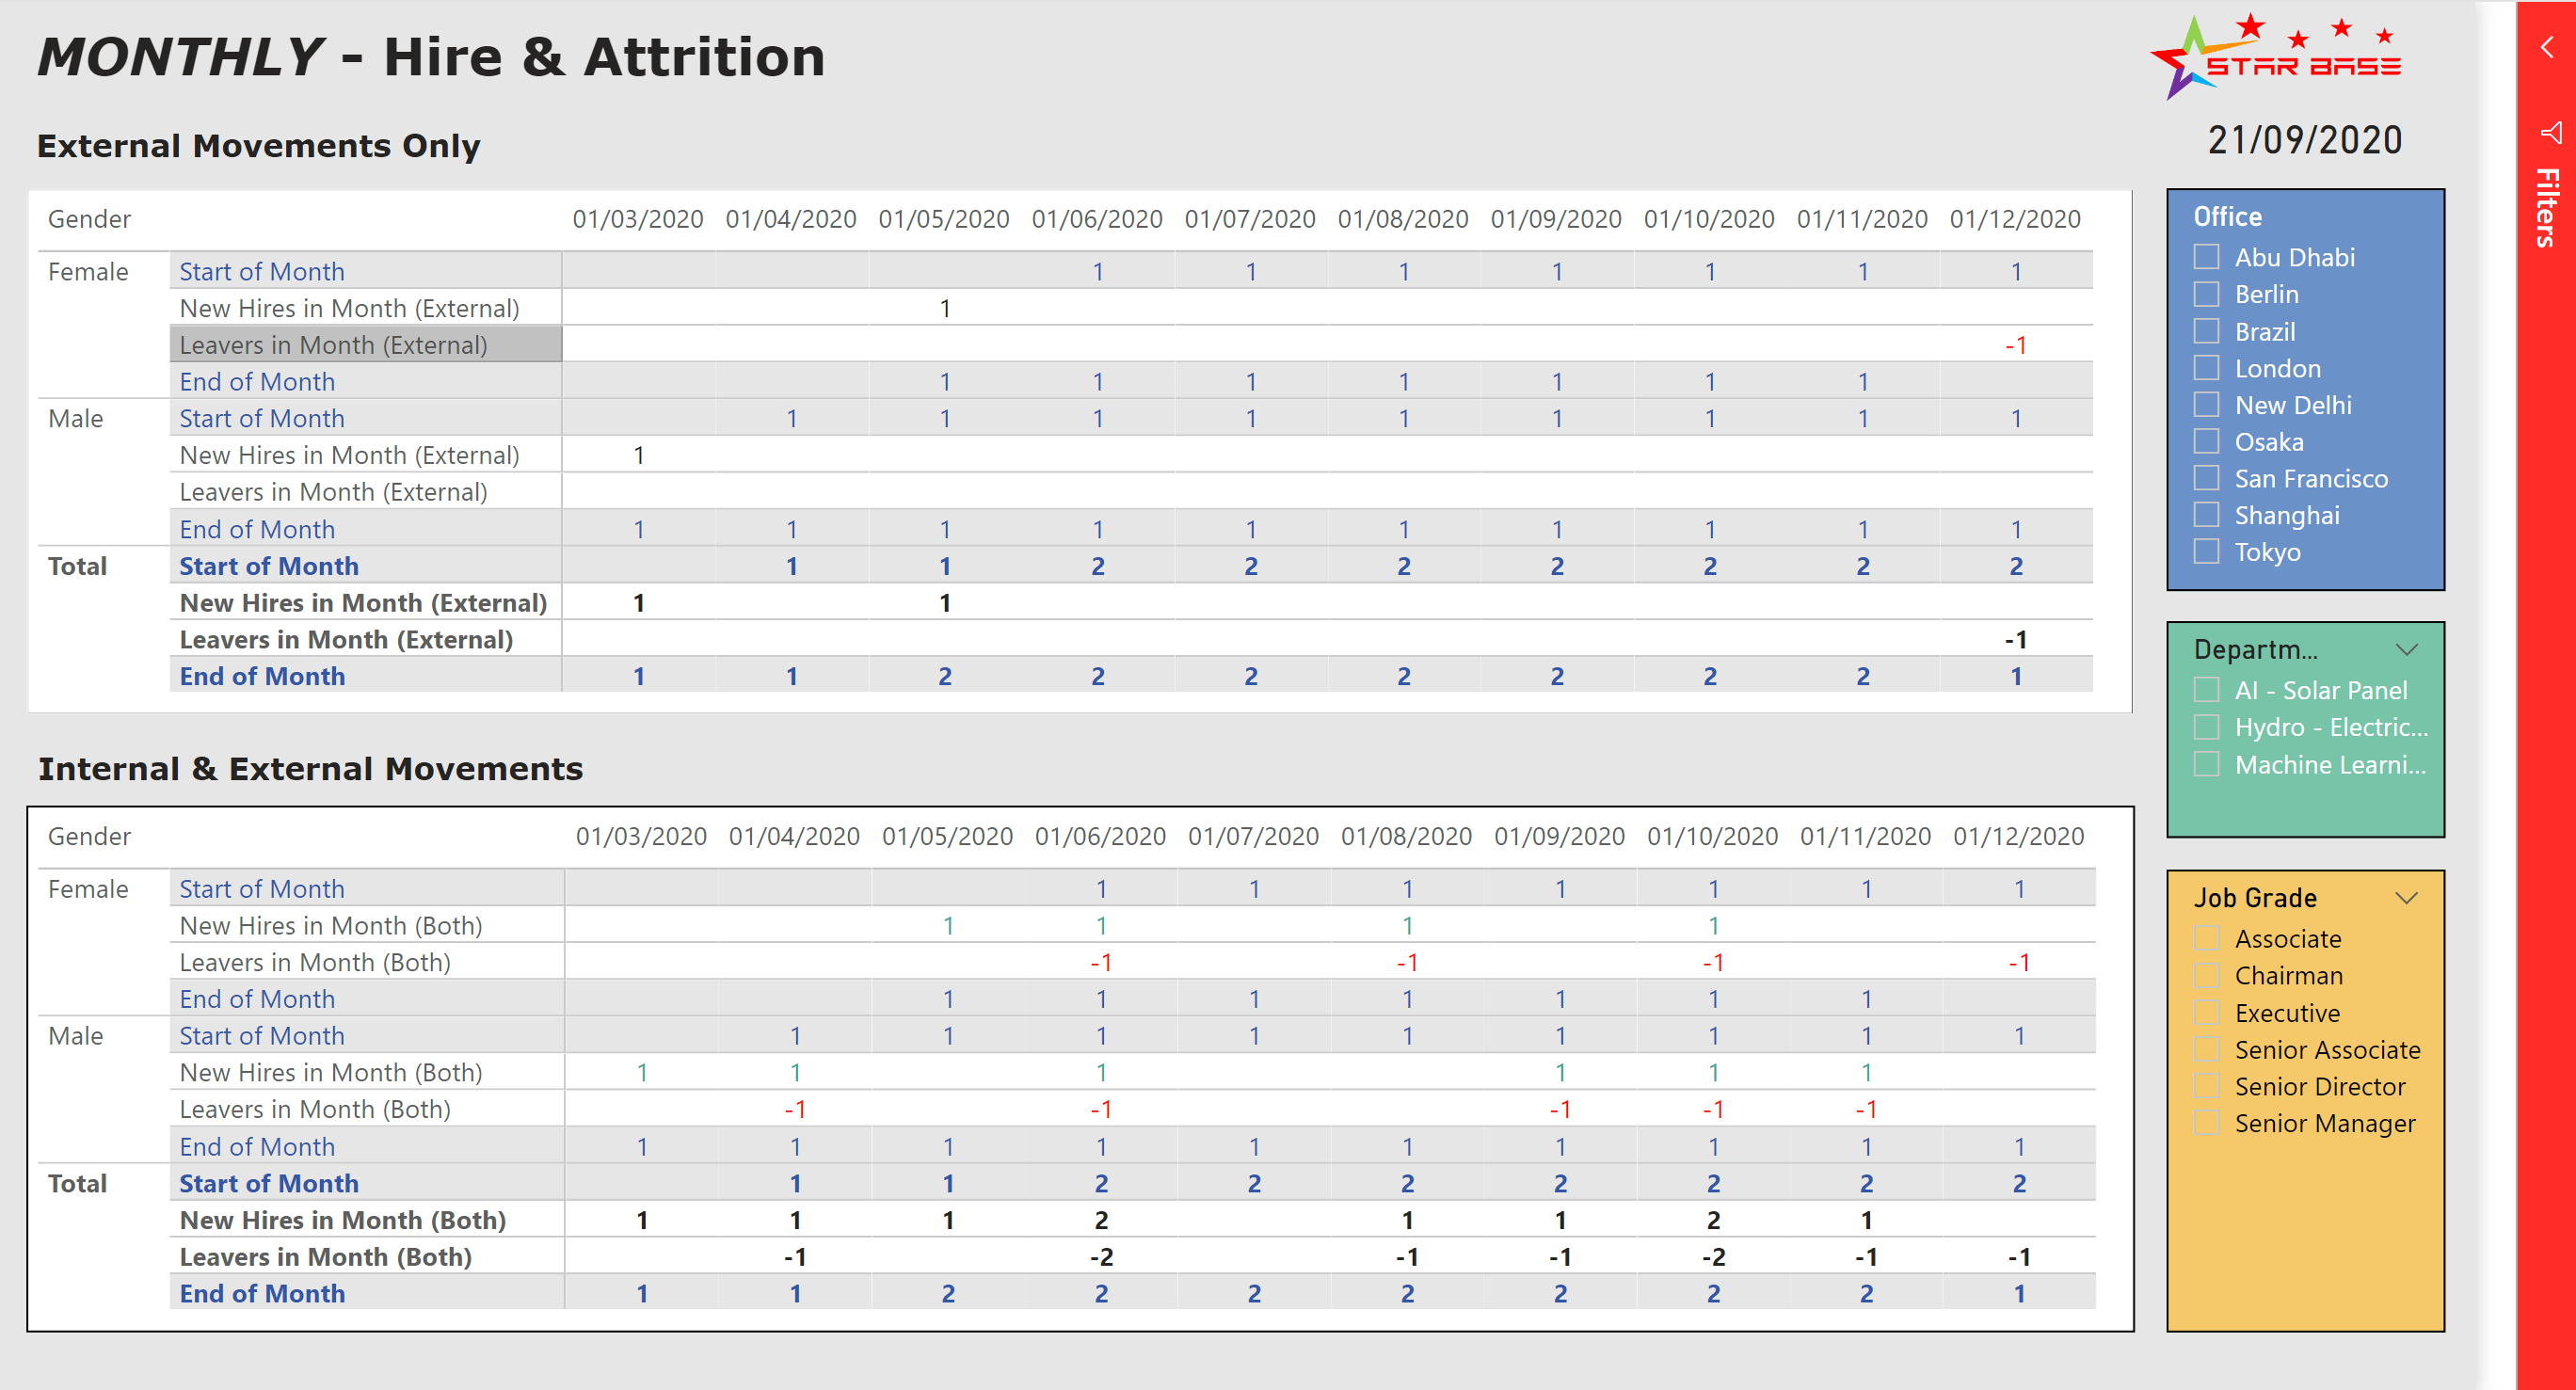 MONTHLY - Hire & Attrition
STAR BASE
21/09/2020
External Movements Only
Gender 01/03/2020 01/04/2020 01/05/2020 01/06/2020 01/07/2020 01/08/2020 01/09/2020 01/10/2020 01/11/2020 01/12/2020
Female Start of Month 1 1 1 1 1 1 1
New Hires in Month (External) 1
Leavers in Month (External) -1
End of Month 1 1 1 1 1 1 1
Male Start of Month 1 1 1 1 1 1 1 1 1
New Hires in Month (External) 1
Leavers in Month (External)
End of Month 1 1 1 1 1 1 1 1 1 1
Total Start of Month 1 1 2 2 2 2 2 2 2
New Hires in Month (External) 1 1
Leavers in Month (External) -1
End of Month 1 1 2 2 2 2 2 2 2 1
Internal & External Movements
Gender 01/03/2020 01/04/2020 01/05/2020 01/06/2020 01/07/2020 01/08/2020 01/09/2020 01/10/2020 01/11/2020 01/12/2020
Female Start of Month 1 1 1 1 1 1 1
New Hires in Month (Both) 1 1 1 1
Leavers in Month (Both) -1 -1 -1 -1
End of Month 1 1 1 1 1 1 1
Male Start of Month 1 1 1 1 1 1 1 1 1
New Hires in Month (Both) 1 1 1 1 1 1
Leavers in Month (Both) -1 -1 -1 -1 -1
End of Month 1 1 1 1 1 1 1 1 1 1
Total Start of Month 1 1 2 2 2 2 2 2 2
New Hires in Month (Both) 1 1 1 2 1 1 2 1
Leavers in Month (Both) -1 -2 -1 -1 -2 -1 -1
End of Month 1 1 2 2 2 2 2 2 2 1
Office
Abu Dhabi
Berlin
Brazil
London
New Delhi
Osaka
San Francisco
Shanghai
Tokyo
Departm...
AI - Solar Panel
Hydro - Electric...
Machine Learni...
Job Grade
Associate
Chairman
Executive
Senior Associate
Senior Director
Senior Manager
Filters